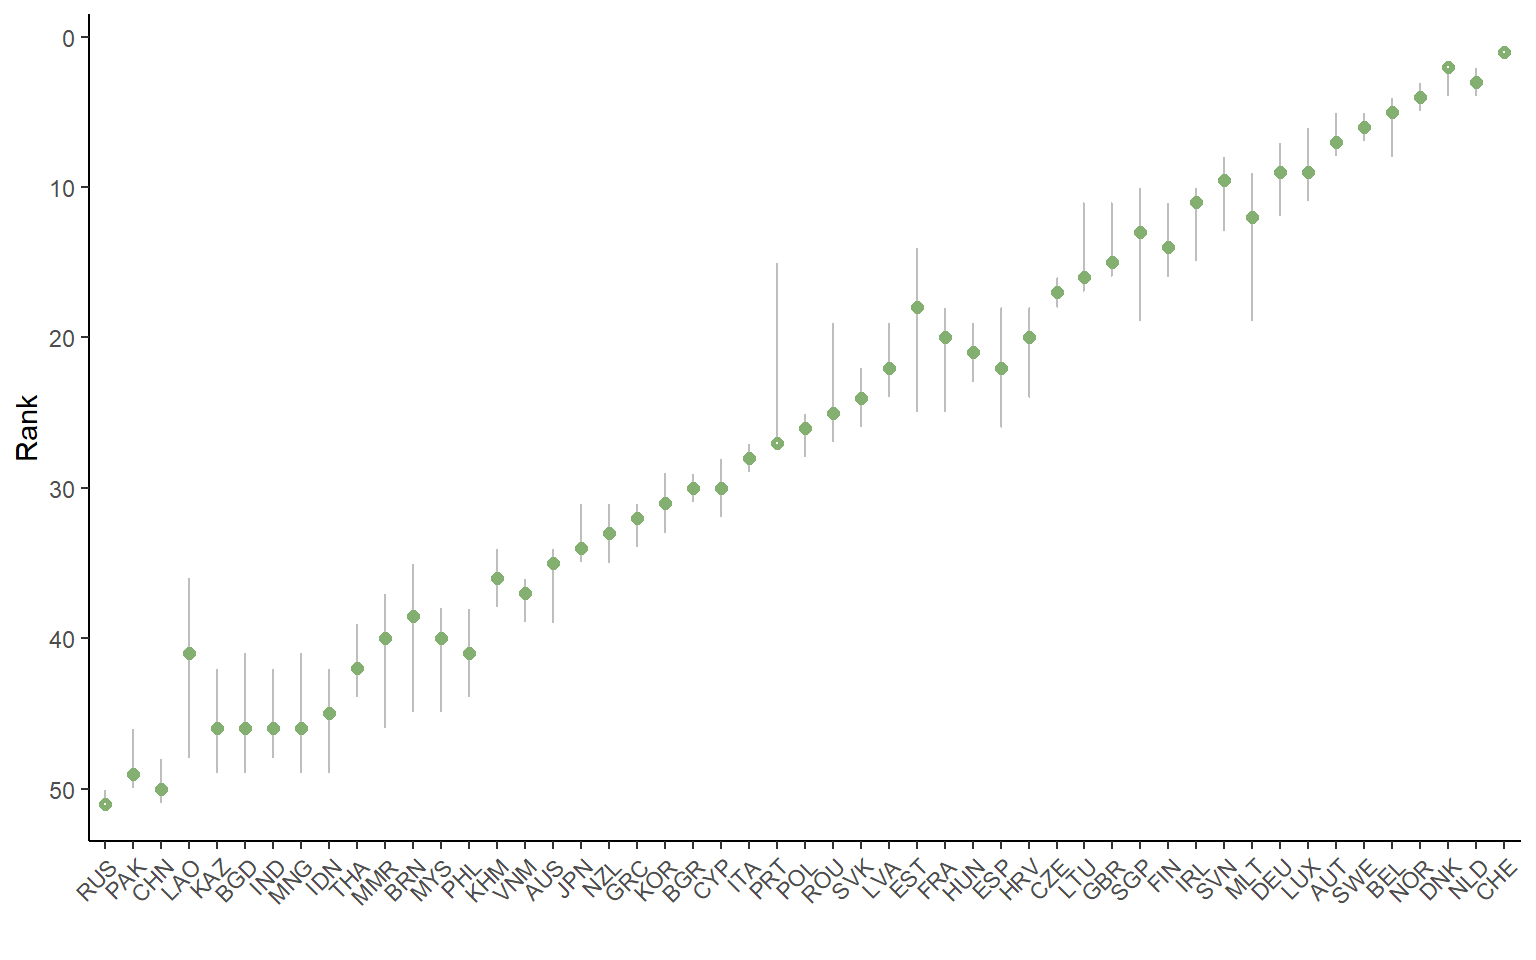 0
10
20
30
40
50
Rank
RUS
PAK
CHN
LAO
KAZ
BGD
IND
MNG
IDN
THA
MMR
BRN
MYS
PHL
KHM
VNM
AUS
JPN
NZL
GRC
KOR
BGR
CYP
ITA
PRT
POL
ROU
SVK
LVA
EST
FRA
HUN
ESP
HRV
CZE
LTU
GBR
SGP
FIN
IRL
SVN
MLT
DEU
LUX
AUT
SWE
BEL
NOR
DNK
NLD
CHE